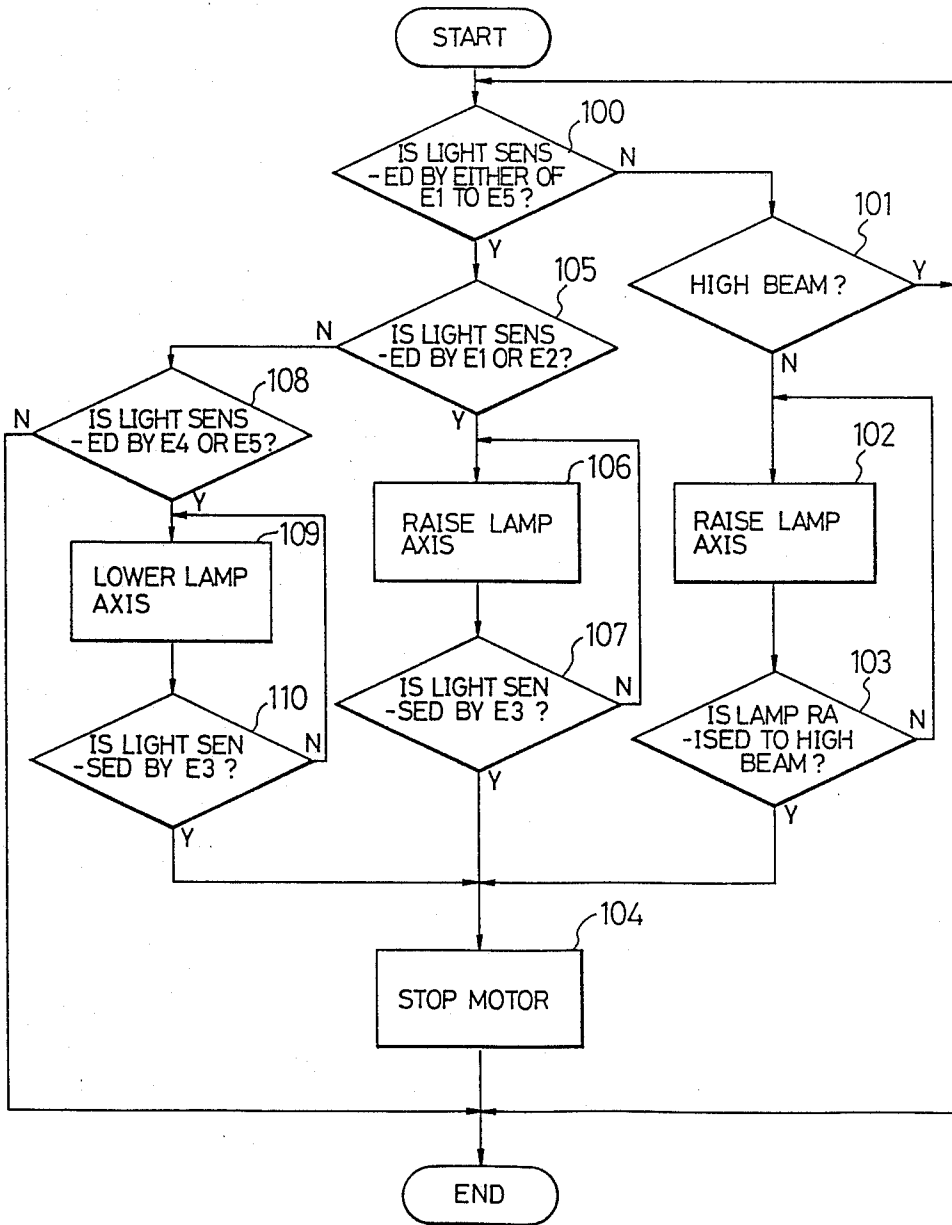 START
100
IS LIGHT SENS
-ED BY EITHER OF
E1 TO E5?
N
Y
101
HIGH BEAM?
Y
N
105
IS LIGHT SENS
-ED BY E1 OR E2?
N
Y
108
IS LIGHT SENS
-ED BY E4 OR E5?
N
Y
109
LOWER LAMP
AXIS
110
IS LIGHT SEN
-SED BY E3?
N
Y
106
RAISE LAMP
AXIS
107
IS LIGHT SEN
-SED BY E3?
N
Y
102
RAISE LAMP
AXIS
103
IS LAMP RA
-ISED TO HIGH
BEAM?
N
Y
104
STOP MOTOR
END